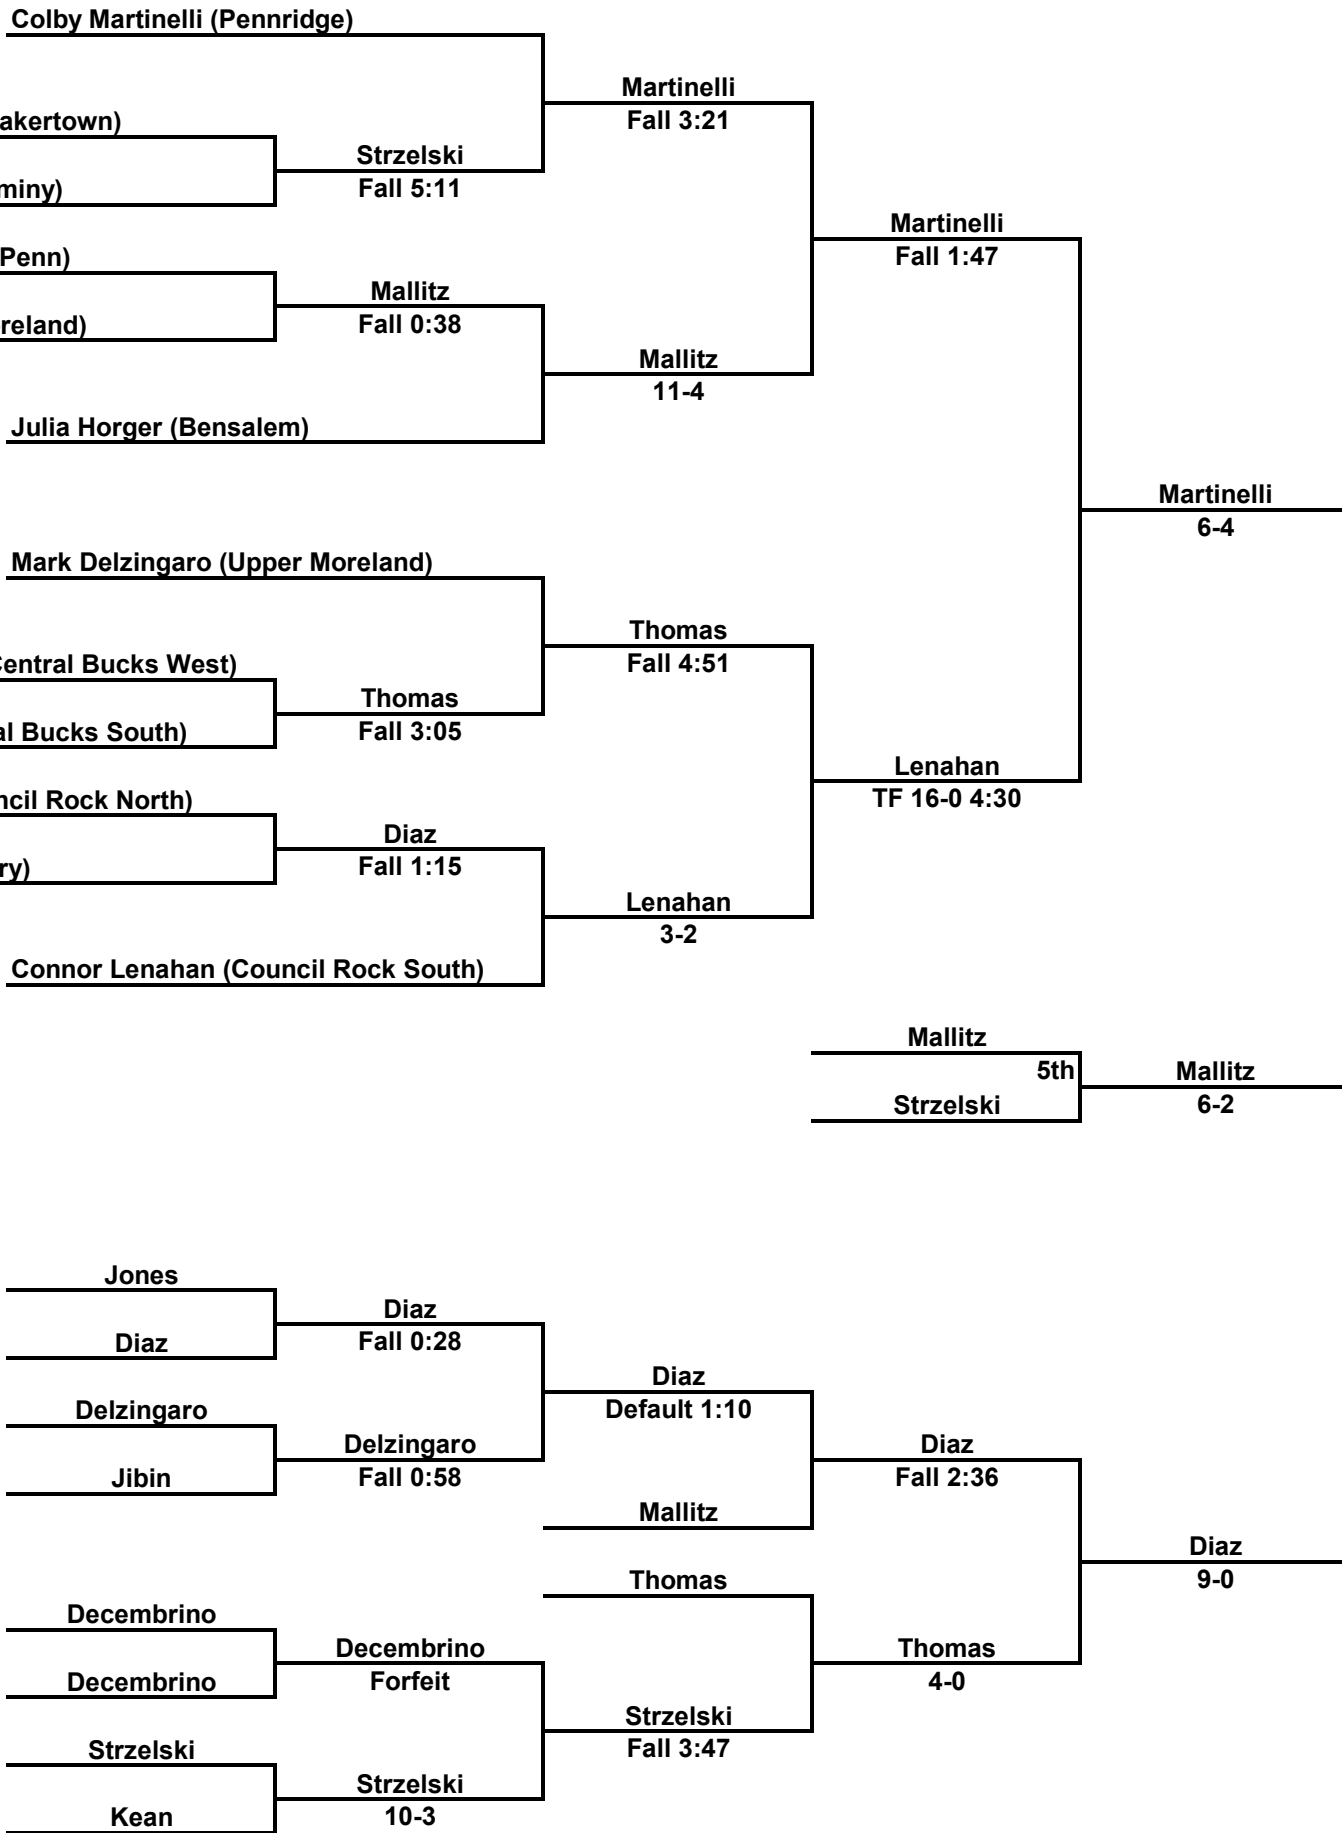 Colby Martinelli (Pennridge)
Martinelli
akertown)
Fall 3:21
Strzelski
miny)
Fall 5:11
Martinelli
Penn)
Fall 1:47
Mallitz
reland)
Fall 0:38
Mallitz
11-4
Julia Horger (Bensalem)
Martinelli
6-4
Mark Delzingaro (Upper Moreland)
Thomas
Central Bucks West)
Fall 4:51
Thomas
al Bucks South)
Fall 3:05
Lenahan
ncil Rock North)
TF 16-0 4:30
Diaz
ry)
Fall 1:15
Lenahan
3-2
Connor Lenahan (Council Rock South)
Mallitz
5th
Mallitz
Strzelski
6-2
Jones
Diaz
Diaz
Fall 0:28
Diaz
Delzingaro
Default 1:10
Delzingaro
Diaz
Jibin
Fall 0:58
Fall 2:36
Mallitz
Diaz
Thomas
9-0
Decembrino
Decembrino
Thomas
Decembrino
Forfeit
4-0
Strzelski
Strzelski
Fall 3:47
Strzelski
Kean
10-3